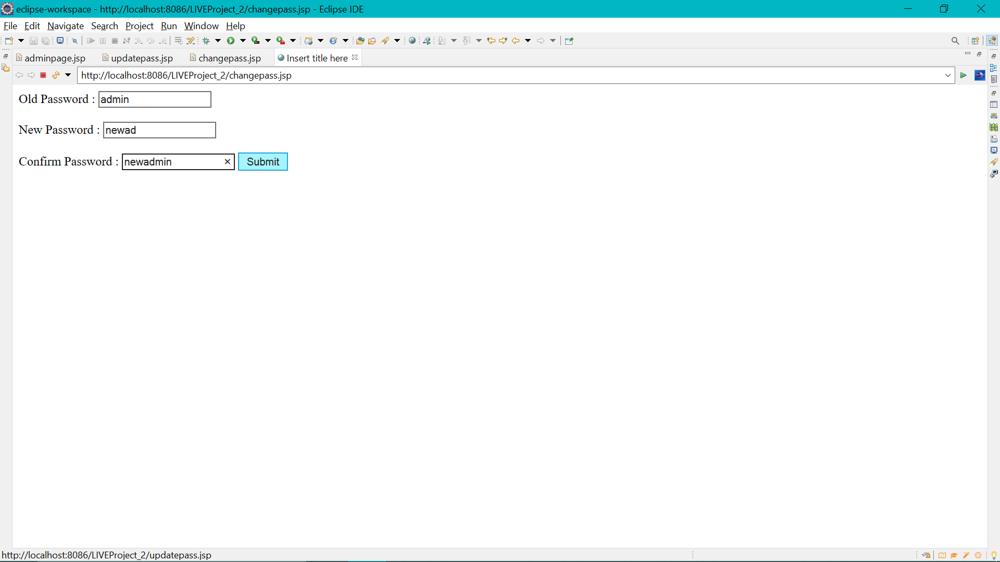 eclipse-workspace - http://localhost:8086/LIVEProject_2/changepass.jsp - Eclipse IDE
File Edit Navigate Search Project Run Window Help
adminpage.jsp updatepass.jsp changepass.jsp Insert title here
http://localhost:8086/LIVEProject_2/changepass.jsp
Old Password : admin
New Password : newad
Confirm Password : newadmin Submit
http://localhost:8086/LIVEProject_2/updatepass.jsp